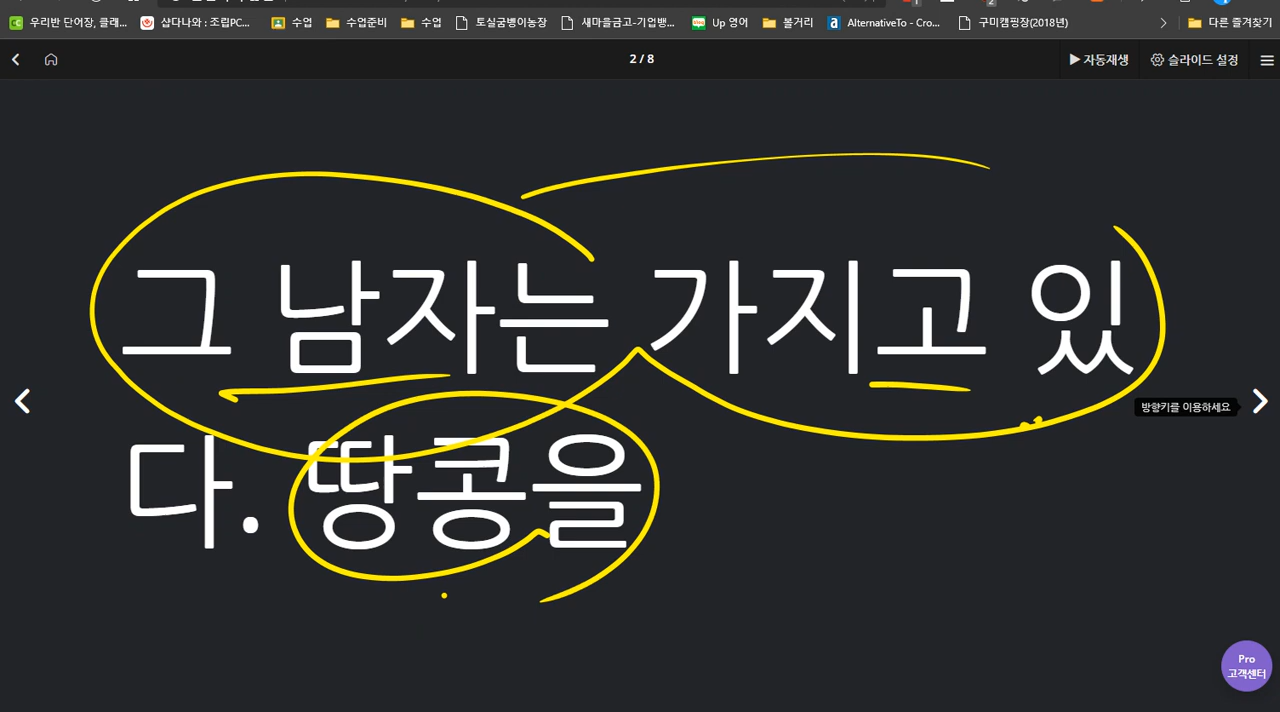 우리반 단어장, 클래... 샵다나와 : 조립PC... 수업 수업준비 수업 토실굼뱅이농장 새마을금고-기업뱅... Up 영어 볼거리 AlternativeTo - Cro... 구미캠핑장(2018년) 다른 즐겨찾기
2 / 8 ▶ 자동재생 슬라이드 설정
그 남자는 가지고 있
다. 땅콩을
방향키를 이용하세요
Pro
고객센터